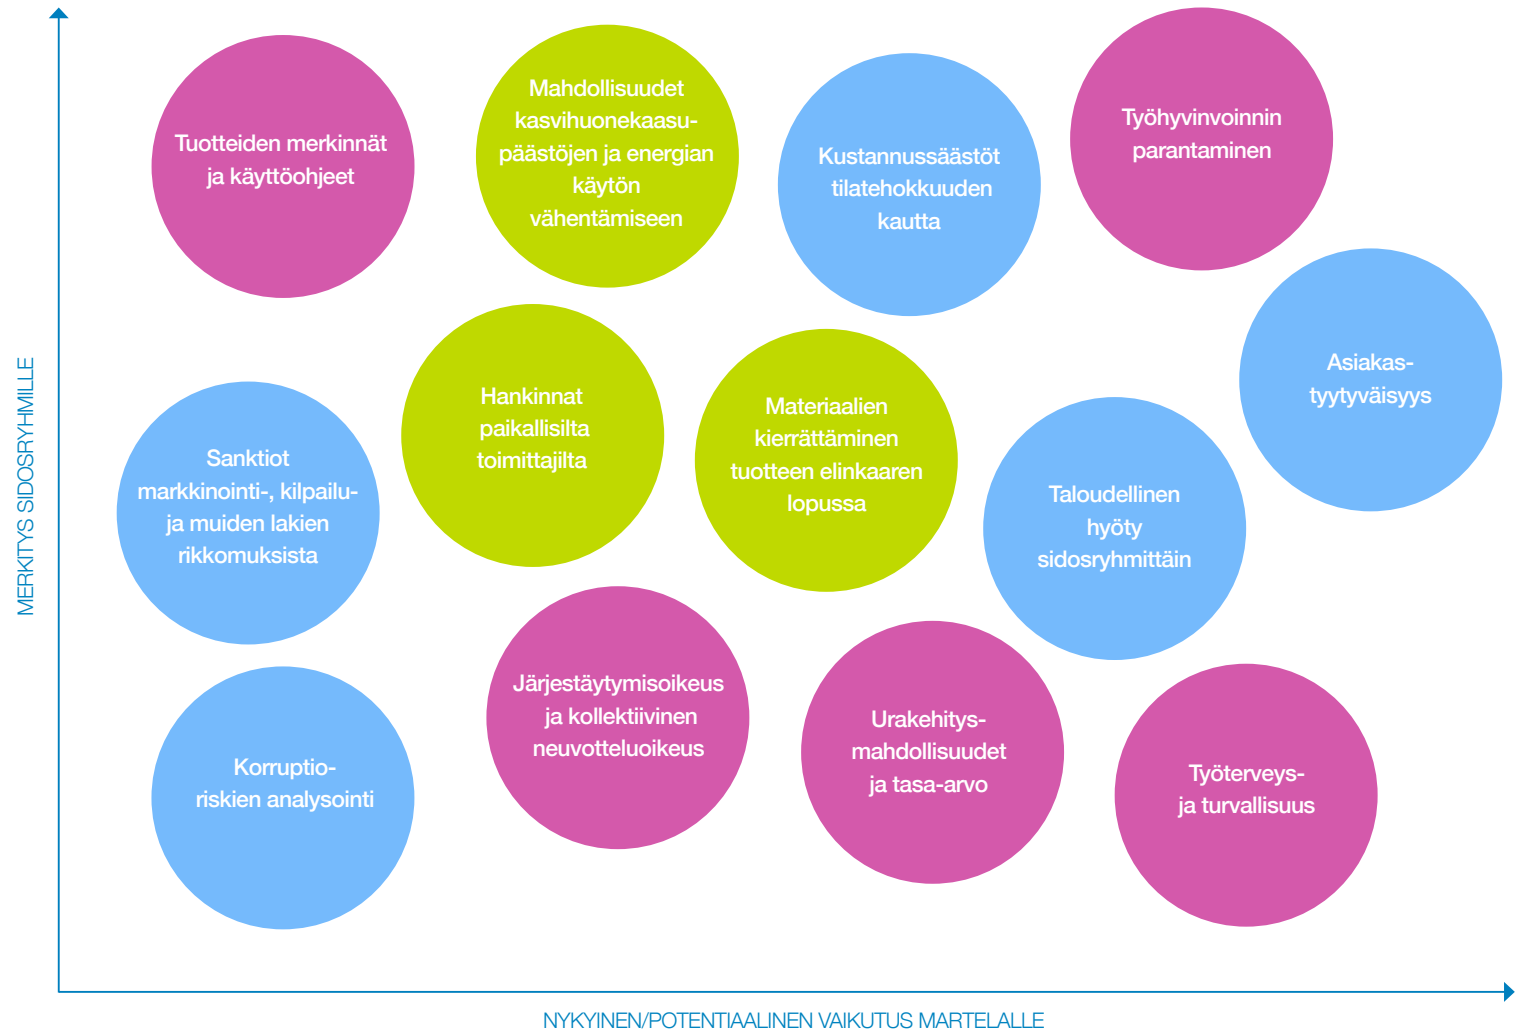 Tuotteiden merkinnät
ja käyttöohjeet
Mahdollisuudet
kasvihuonekaasu-
päästöjen ja energian
käytön
vähentämiseen
Kustannussäästöt
tilatehokkuuden
kautta
Työhyvinvoinnin
parantaminen
Asiakas-
tyytyväisyys
Hankinnat
paikallisilta
toimittajilta
Materiaalien
kierrättäminen
tuotteen elinkaaren
lopussa
Sanktiot
markkinointi-, kilpailu-
ja muiden lakien
rikkomuksista
Taloudellinen
hyöty
sidosryhmittäin
Järjestäytymisoikeus
ja kollektiivinen
neuvotteluoikeus
Urakehitys-
mahdollisuudet
ja tasa-arvo
Korruptio-
riskien analysointi
Työterveys-
ja turvallisuus
MERKITYS SIDOSRYHMILLE
NYKYINEN/POTENTIAALINEN VAIKUTUS MARTELALLE